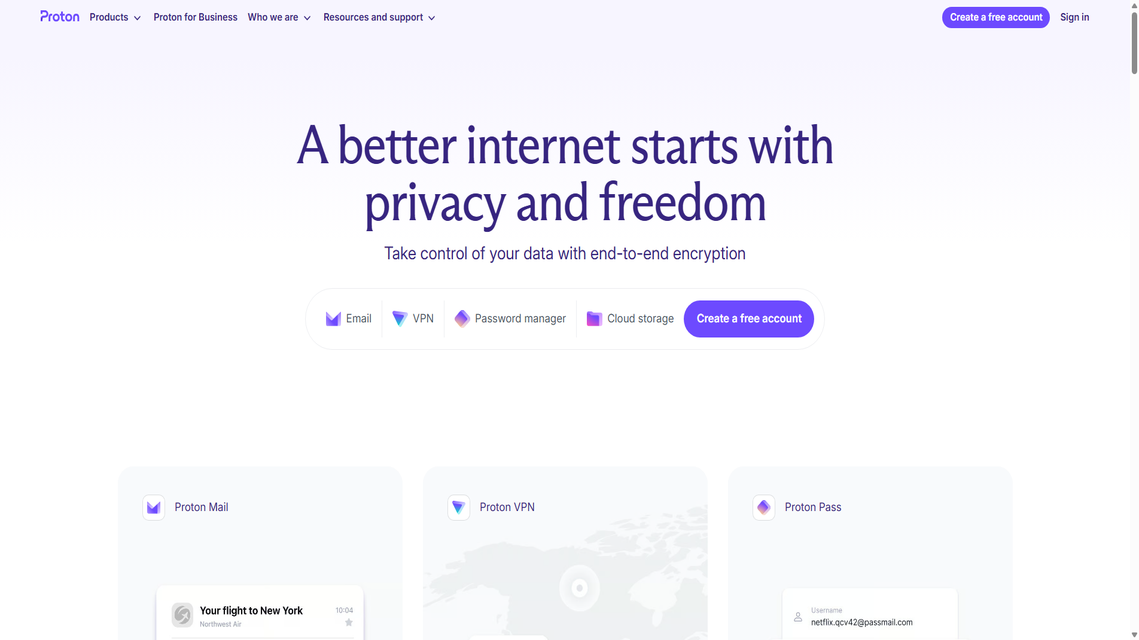 Proton Products Proton for Business Who we are Resources and support Create a free account Sign in
A better internet starts with
privacy and freedom
Take control of your data with end-to-end encryption
Email VPN Password manager Cloud storage Create a free account
Proton Mail
Your flight to New York 10:04
Northwest Air
Proton VPN
Proton Pass
Username
netflix.qcv42@passmail.com